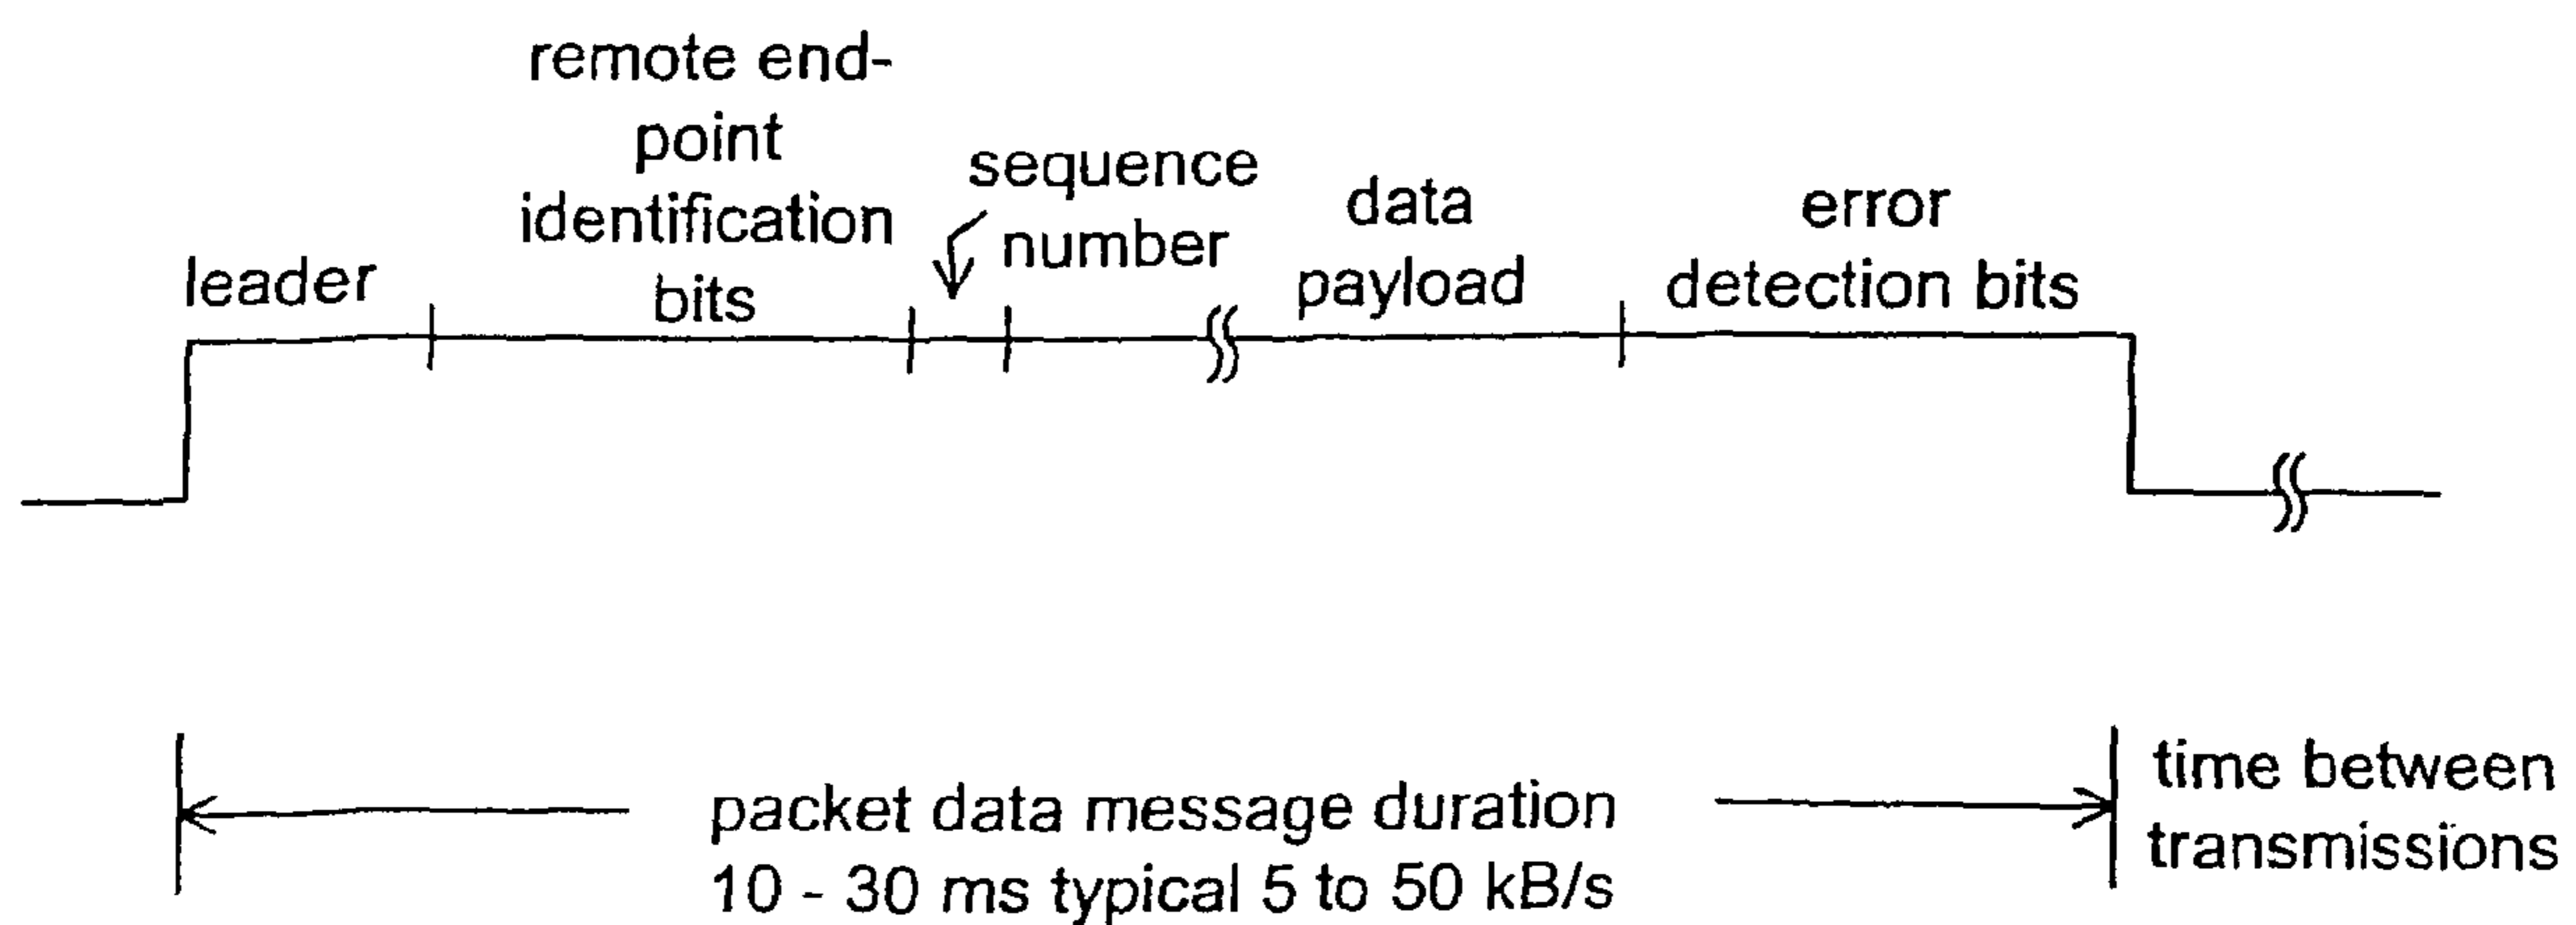 leader
remote end-
point
identification
bits
sequence
number
data
payload
error
detection bits
packet data message duration
10 - 30 ms typical 5 to 50 kB/s
time between
transmissions